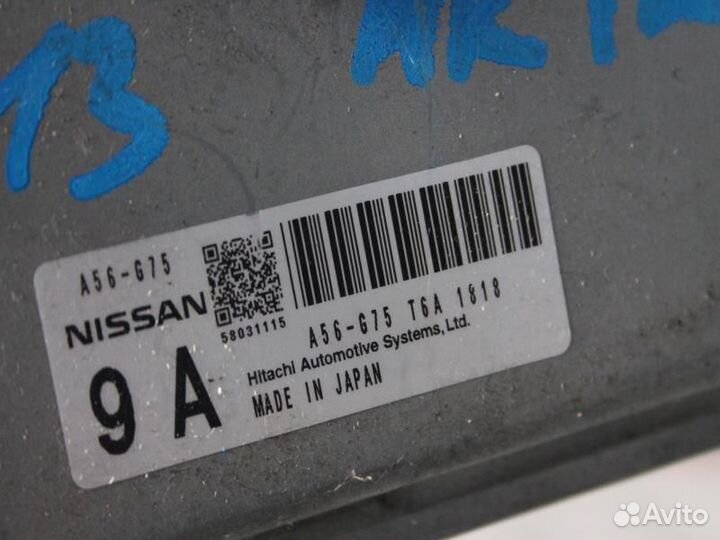 13
A56-G75
NISSAN
58031115
9 A
A56-G75 T6A 1818
Hitachi Automotive Systems, Ltd.
MADE IN JAPAN
Avito